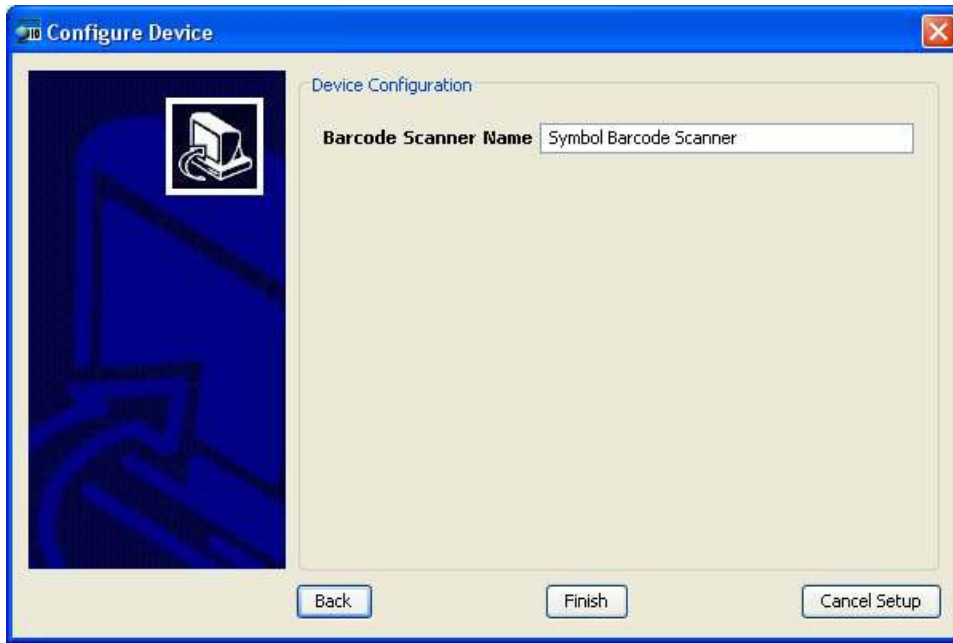 Configure Device
Device Configuration
Barcode Scanner Name Symbol Barcode Scanner
Back Finish Cancel Setup